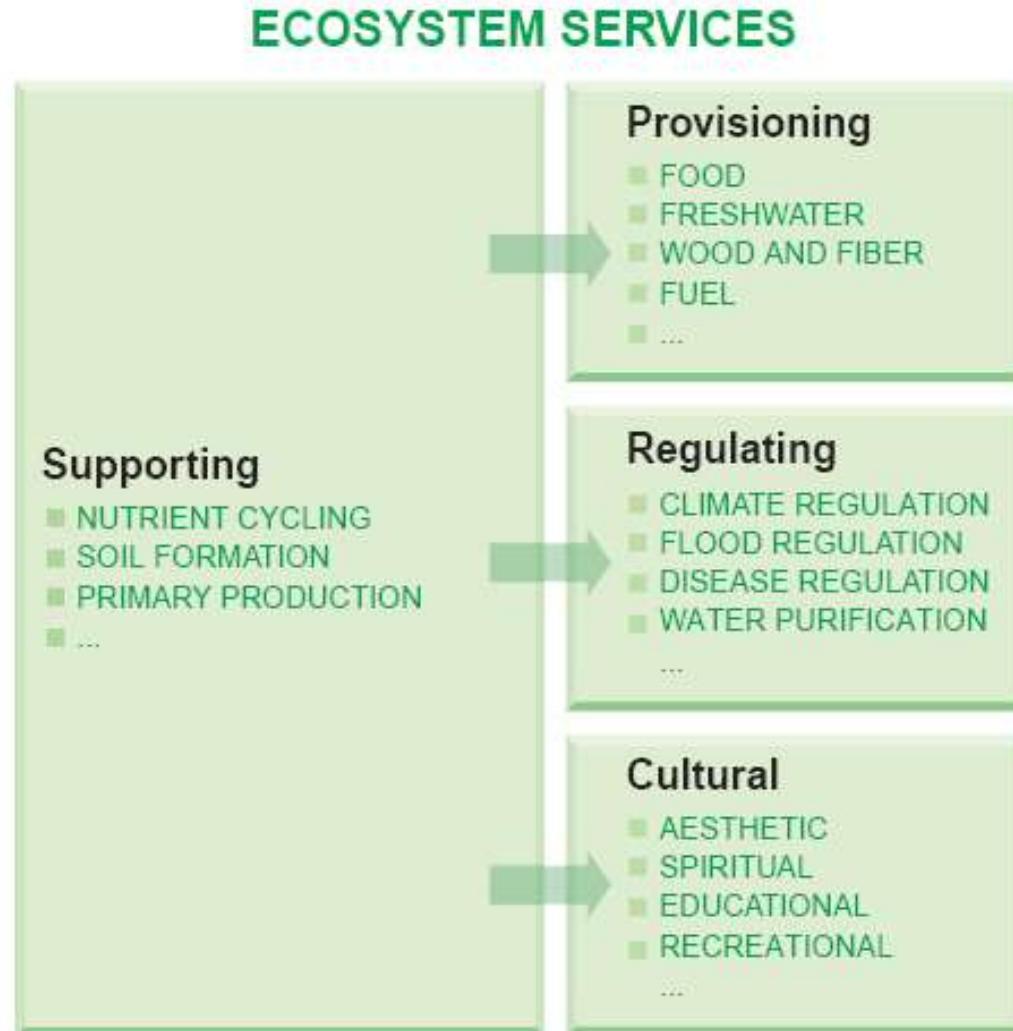 ECOSYSTEM SERVICES
Supporting
NUTRIENT CYCLING
SOIL FORMATION
PRIMARY PRODUCTION
...
Provisioning
FOOD
FRESHWATER
WOOD AND FIBER
FUEL
...
Regulating
CLIMATE REGULATION
FLOOD REGULATION
DISEASE REGULATION
WATER PURIFICATION
...
Cultural
AESTHETIC
SPIRITUAL
EDUCATIONAL
RECREATIONAL
...